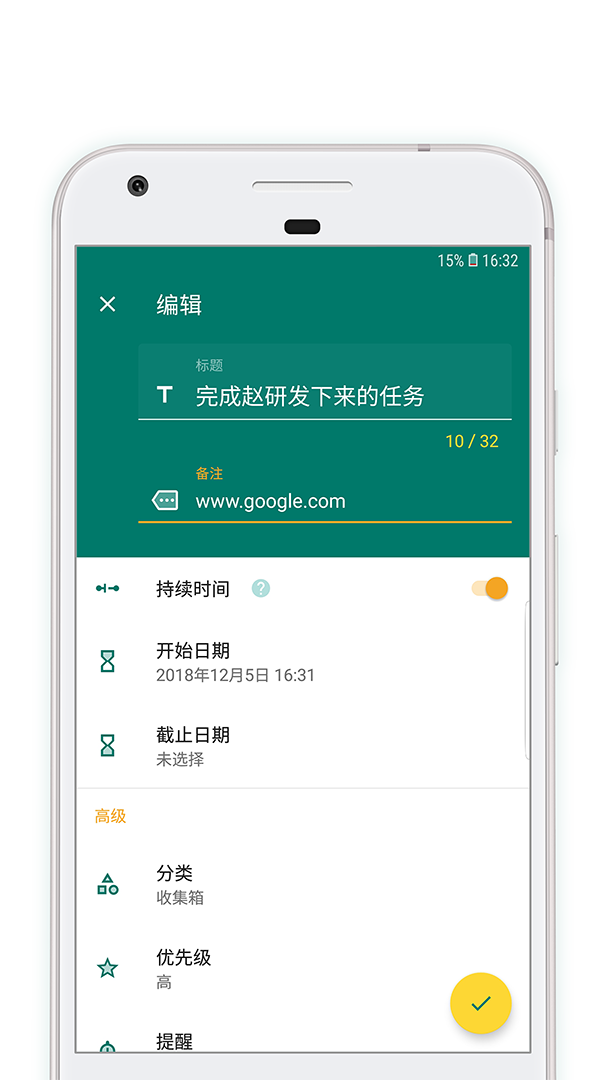 15% 16:32
编辑
标题
T 完成赵研发下来的任务
10 / 32
备注
www.google.com
持续时间 ?
开始日期
2018年12月5日 16:31
截止日期
未选择
高级
分类
收集箱
优先级
高
提醒